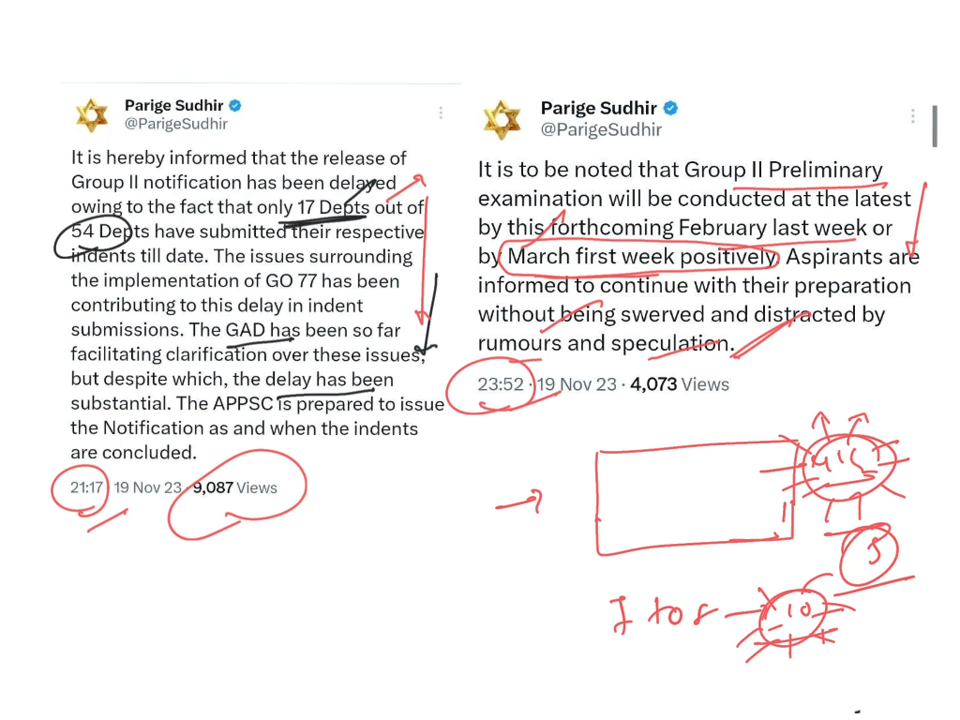 Parige Sudhir
@ParigeSudhir
It is hereby informed that the release of
Group II notification has been delayed
owing to the fact that only 17 Depts out of
54 Depts have submitted their respective
indents till date. The issues surrounding
the implementation of GO 77 has been
contributing to this delay in indent
submissions. The GAD has been so far
facilitating clarification over these issues,
but despite which, the delay has been
substantial. The APPSC is prepared to issue
the Notification as and when the indents
are concluded.
21:17 19 Nov 23 9,087 Views
Parige Sudhir
@ParigeSudhir
It is to be noted that Group II Preliminary
examination will be conducted at the latest
by this forthcoming February last week or
by March first week positively. Aspirants are
informed to continue with their preparation
without being swerved and distracted by
rumours and speculation.
23:52 · 19 Nov 23 · 4,073 Views
5
10